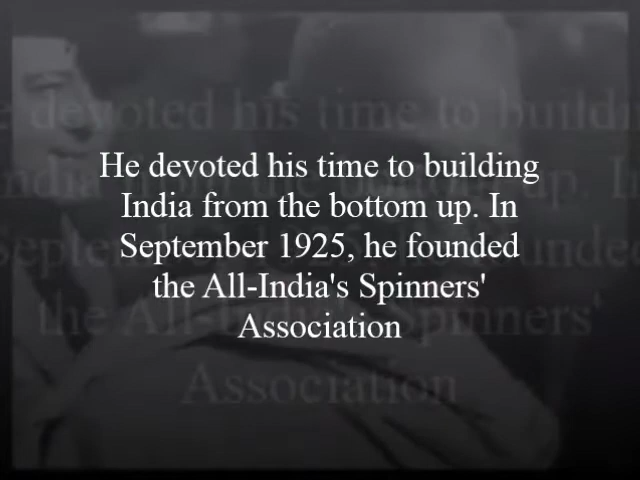 He devoted his time to building
India from the bottom up. In
September 1925, he founded
the All-India's Spinners'
Association